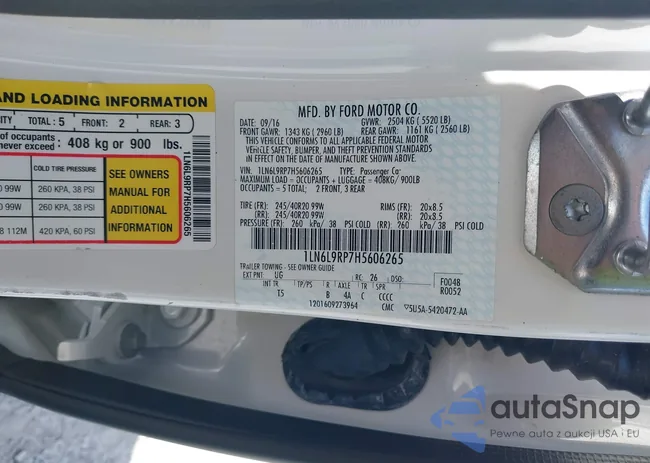 AND LOADING INFORMATION
TOTAL: 5 FRONT: 2 REAR: 3
of occupants:
never exceed: 408 kg or 900 lbs.
COLD TIRE PRESSURE
99W 260 KPA, 38 PSI
99W 260 KPA, 38 PSI
112M 420 KPA, 60 PSI
SEE OWNERS
MANUAL FOR
ADDITIONAL
INFORMATION
1LN6L9RP7H5606265
MFD. BY FORD MOTOR CO.
DATE: 09/16 GVWR: 2504 KG ( 5520 LB)
FRONT GAWR: 1343 KG ( 2960 LB) REAR GAWR: 1161 KG ( 2560 LB)
THIS VEHICLE CONFORMS TO ALL APPLICABLE FEDERAL MOTOR
VEHICLE SAFETY, BUMPER, AND THEFT PREVENTION STANDARDS IN
EFFECT ON THE DATE OF MANUFACTURE SHOWN ABOVE.
VIN: 1LN6L9RP7H5606265 TYPE: Passenger Car
MAXIMUM LOAD = OCCUPANTS + LUGGAGE = 408KG/ 900LB
OCCUPANTS = 5 TOTAL: 2 FRONT, 3 REAR
TIRE (FR): 245/40R20 99W RIMS (FR): 20x8.5
(RR): 245/40R20 99W (RR): 20x8.5
PRESSURE (FR): 260 kPa/ 38 PSI COLD (RR): 260 kPa/ 38 PSI COLD
1LN6L9RP7H5606265
TRAILER TOWING - SEE OWNER GUIDE
EXT PNT: UG RC: 26 DSO: F0048
INT TR TP/PS R AXLE TR SPR R0052
T5 B 4A C CCCC
1201609273964 CMC SU5A-5420472-AA
autaSnap
Pewne auta z aukcji USA i EU